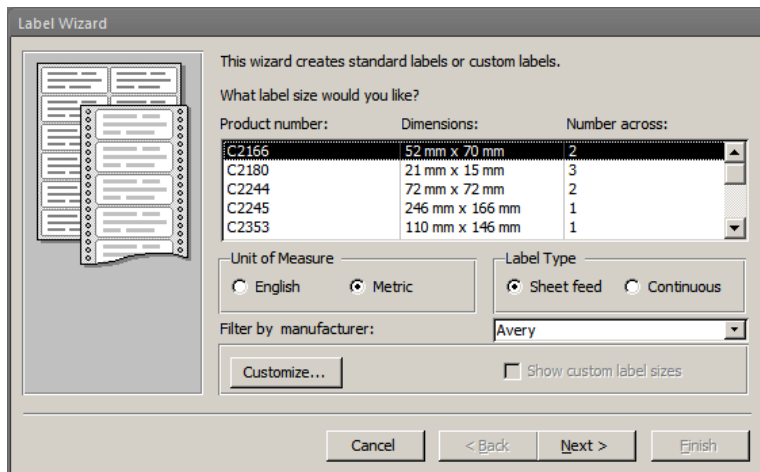 Label Wizard
This wizard creates standard labels or custom labels.
What label size would you like?
Product number: Dimensions: Number across:
C2166 52 mm x 70 mm 2
C2180 21 mm x 15 mm 3
C2244 72 mm x 72 mm 2
C2245 246 mm x 166 mm 1
C2353 110 mm x 146 mm 1
Unit of Measure Label Type
English Metric Sheet feed Continuous
Filter by manufacturer: Avery
Customize... Show custom label sizes
Cancel < Back Next > Finish